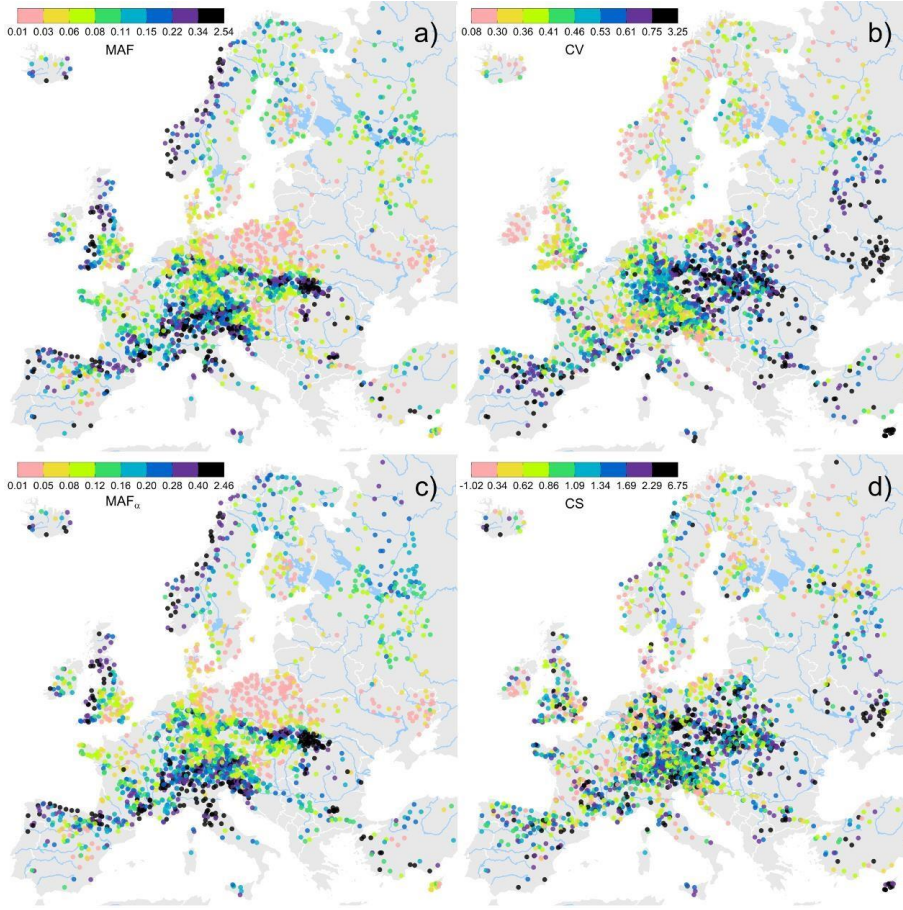 a)
0.01 0.03 0.06 0.08 0.11 0.15 0.22 0.34 2.54
MAF
b)
0.08 0.30 0.36 0.41 0.46 0.53 0.61 0.75 3.25
CV
c)
0.01 0.05 0.08 0.12 0.16 0.20 0.28 0.40 2.46
MAFα
d)
-1.02 0.34 0.62 0.86 1.09 1.34 1.69 2.29 6.75
CS